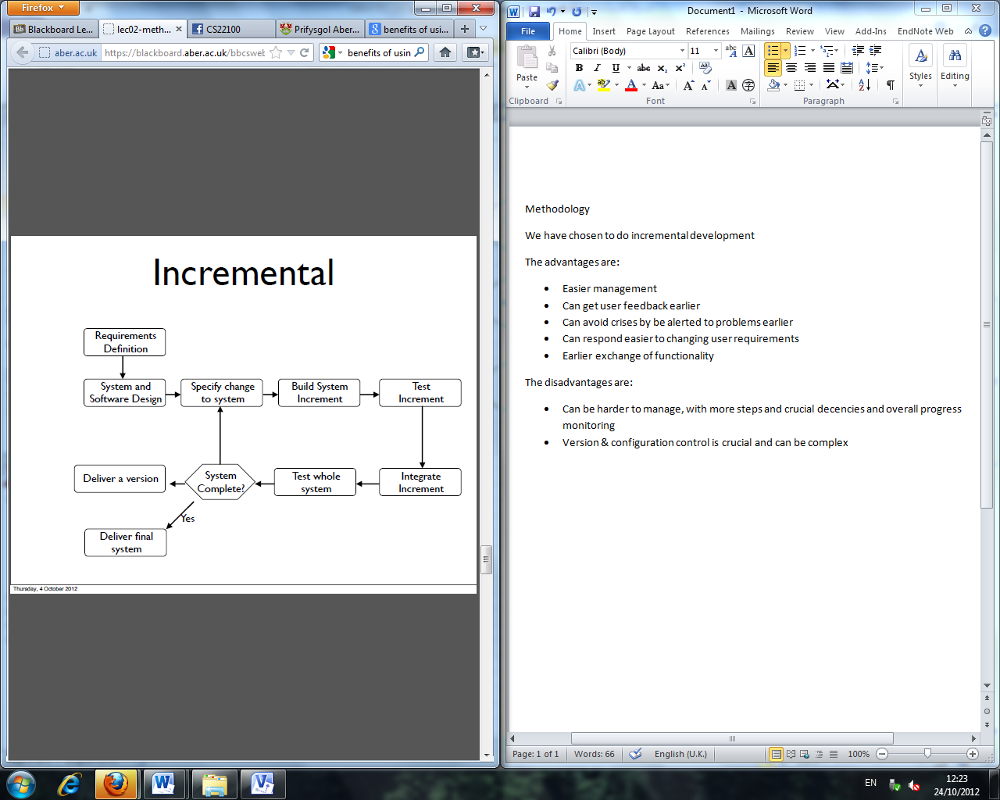 Firefox
Blackboard Le...
lec02-meth...
CS22100
Prifysgol Aber...
benefits of usi...
aber.ac.uk
https://blackboard.aber.ac.uk/bbcswet
benefits of usin
Incremental
Requirements
Definition
System and
Software Design
Specify change
to system
Build System
Increment
Test
Increment
Deliver a version
System
Complete?
Test whole
system
Integrate
Increment
Yes
Deliver final
system
Thursday, 4 October 2012
Document1 - Microsoft Word
File Home Insert Page Layout References Mailings Review View Add-Ins EndNote Web
Paste
Calibri (Body) 11
Styles
Editing
Clipboard
Font
Paragraph
Methodology
We have chosen to do incremental development
The advantages are:
• Easier management
• Can get user feedback earlier
• Can avoid crises by be alerted to problems earlier
• Can respond easier to changing user requirements
• Earlier exchange of functionality
The disadvantages are:
• Can be harder to manage, with more steps and crucial decencies and overall progress
monitoring
• Version & configuration control is crucial and can be complex
Page: 1 of 1 Words: 66 English (U.K.) 100%
EN
12:23
24/10/2012